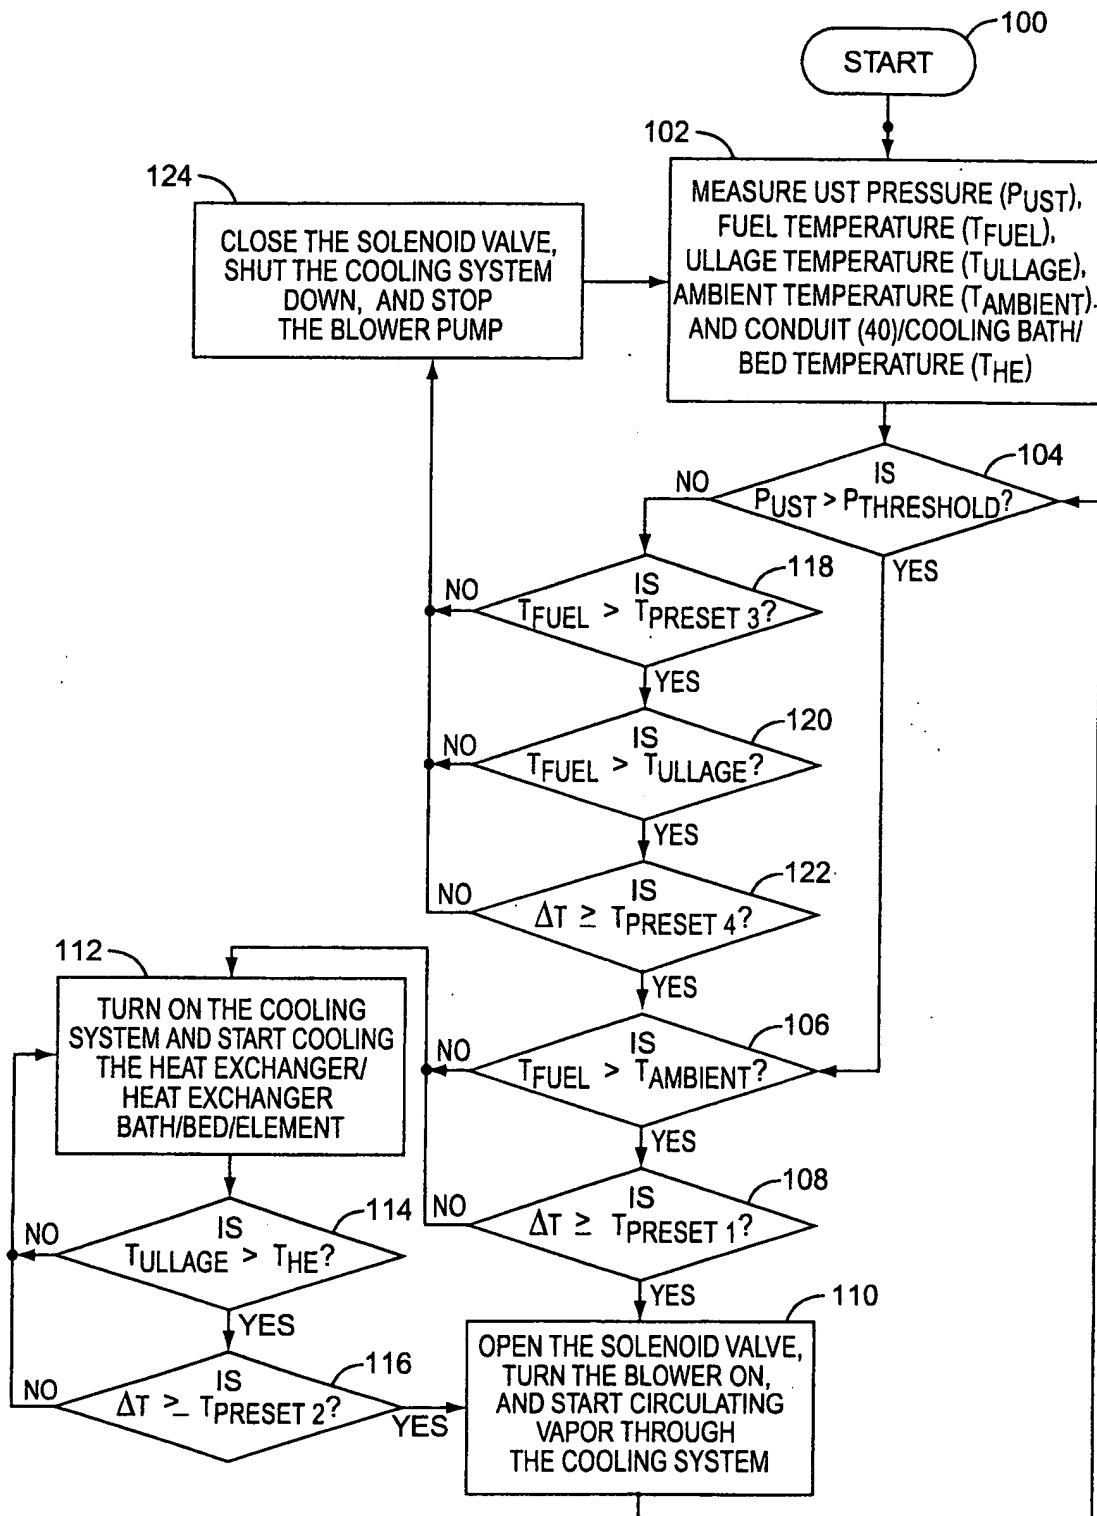 100
START
102
MEASURE UST PRESSURE (PUST),
FUEL TEMPERATURE (TFUEL),
ULLAGE TEMPERATURE (TULLAGE),
AMBIENT TEMPERATURE (TAMBIENT).
AND CONDUIT (40)/COOLING BATH/
BED TEMPERATURE (THE)
124
CLOSE THE SOLENOID VALVE,
SHUT THE COOLING SYSTEM
DOWN, AND STOP
THE BLOWER PUMP
104
IS
PUST > PTHRESHOLD?
NO
YES
118
IS
TFUEL > TPRESET 3?
NO
YES
120
IS
TFUEL > TULLAGE?
NO
YES
122
IS
ΔT ≥ TPRESET 4?
NO
YES
106
IS
TFUEL > TAMBIENT?
NO
YES
108
IS
ΔT ≥ TPRESET 1?
NO
YES
112
TURN ON THE COOLING
SYSTEM AND START COOLING
THE HEAT EXCHANGER/
HEAT EXCHANGER
BATH/BED/ELEMENT
114
IS
TULLAGE > THE?
NO
YES
116
IS
ΔT ≥ TPRESET 2?
NO
YES
110
OPEN THE SOLENOID VALVE,
TURN THE BLOWER ON,
AND START CIRCULATING
VAPOR THROUGH
THE COOLING SYSTEM